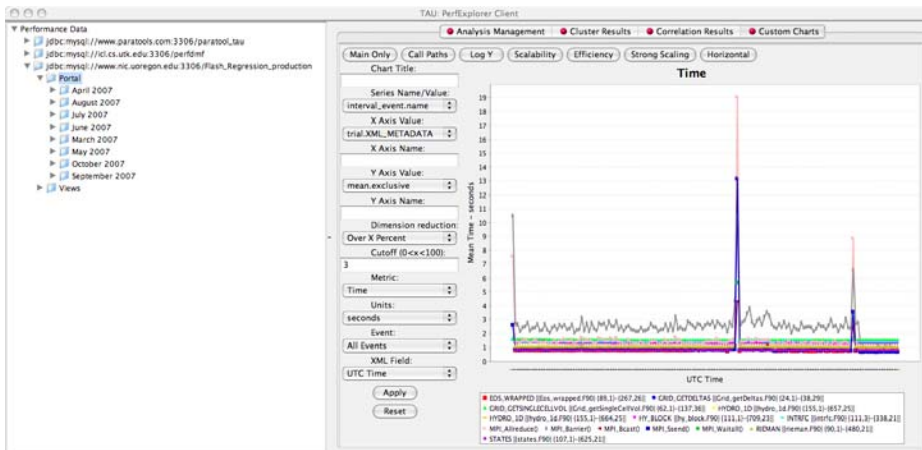 TAU: PerfExplorer Client
Performance Data
jdbc:mysql://www.paratools.com:3306/paratool_tau
jdbc:mysql://icl.cs.utk.edu:3306/perfdmf
jdbc:mysql://www.nic.uoregon.edu:3306/Flash_Regression_production
Portal
April 2007
August 2007
July 2007
June 2007
March 2007
May 2007
October 2007
September 2007
Views
Analysis Management
Cluster Results
Correlation Results
Custom Charts
Main Only
Call Paths
Log Y
Scalability
Efficiency
Strong Scaling
Horizontal
Chart Title:
Series Name/Value:
interval_event.name
X Axis Value:
trial.XML_METADATA
X Axis Name:
Y Axis Value:
mean.exclusive
Y Axis Name:
Dimension reduction:
Over X Percent
Cutoff (0<x<100):
3
Metric:
Time
Units:
seconds
Event:
All Events
XML Field:
UTC Time
Apply
Reset
Time
Mean Time - seconds
19
18
17
16
15
14
13
12
11
10
9
8
7
6
5
4
3
2
1
0
UTC Time
EOS_WRAPPED [{Eos_wrapped.F90} {89,1}-{267,26}] GRID_GETDELTAS [{Grid_getDeltas.F90} {24,1}-{38,29}]
GRID_GETSINGLECELLVOL [{Grid_getSingleCellVol.F90} {62,1}-{137,36}] HYDRO_1D [{hydro_1d.F90} {155,1}-{657,25}]
HYDRO_1D [{hydro_1d.F90} {155,1}-{664,25}] HY_BLOCK [{hy_block.F90} {111,1}-{709,23}] INTRFC [{intrfc.F90} {111,3}-{338,21}]
MPI_Allreduce() MPI_Barrier() MPI_Bcast() MPI_Ssend() MPI_Waitall() RIEMAN [{rieman.F90} {90,1}-{480,21}]
STATES [{states.F90} {107,1}-{625,21}]